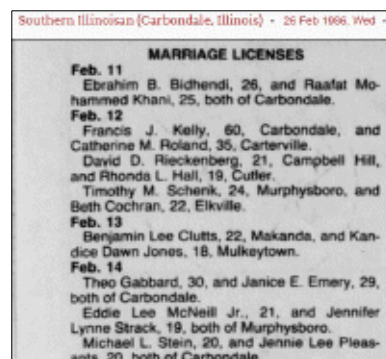 Southern Illinoisan (Carbondale, Illinois) • 26 Feb 1986, Wed •
MARRIAGE LICENSES
Feb. 11
Ebrahim B. Bidhendi, 26, and Raafat Mo-
hammed Khani, 25, both of Carbondale.
Feb. 12
Francis J. Kelly, 60, Carbondale, and
Catherine M. Roland, 35, Carterville.
David D. Rieckenberg, 21, Campbell Hill,
and Rhonda L. Hall, 19, Cutler.
Timothy M. Schenk, 24, Murphysboro, and
Beth Cochran, 22, Elkville.
Feb. 13
Benjamin Lee Clutts, 22, Makanda, and Kan-
dice Dawn Jones, 18, Mulkeytown.
Feb. 14
Theo Gabbard, 30, and Janice E. Emery, 29,
both of Carbondale.
Eddie Lee McNeill Jr., 21, and Jennifer
Lynne Strack, 19, both of Murphysboro.
Michael L. Stein, 20, and Jennie Lee Pleas-
ants, 20, both of Carbondale.